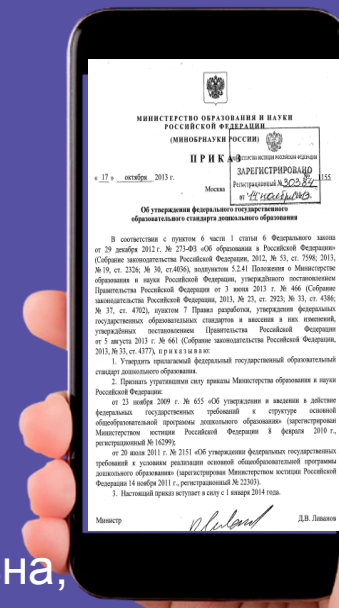 МИНИСТЕРСТВО ОБРАЗОВАНИЯ И НАУКИ
РОССИЙСКОЙ ФЕДЕРАЦИИ
(МИНОБРНАУКИ РОССИИ)
ПРИКАЗ
ЗАРЕГИСТРИРОВАНО
« 17 » октября 2013 г. № 1155
Регистрационный № 30384
Москва
от "14 ноября 2013
Об утверждении федерального государственного
образовательного стандарта дошкольного образования
В соответствии с пунктом 6 части 1 статьи 6 Федерального закона
от 29 декабря 2012 г. № 273-ФЗ «Об образовании в Российской Федерации»
(Собрание законодательства Российской Федерации, 2012, № 53, ст. 7598; 2013,
№ 19, ст. 2326; № 30, ст.4036), подпунктом 5.2.41 Положения о Министерстве
образования и науки Российской Федерации, утверждённого постановлением
Правительства Российской Федерации от 3 июня 2013 г. № 466 (Собрание
законодательства Российской Федерации, 2013, № 23, ст. 2923; № 33, ст. 4386;
№ 37, ст. 4702), пунктом 7 Правил разработки, утверждения федеральных
государственных образовательных стандартов и внесения в них изменений,
утверждённых постановлением Правительства Российской Федерации
от 5 августа 2013 г. № 661 (Собрание законодательства Российской Федерации,
2013, № 33, ст. 4377), п р и к а з ы в а ю:
1. Утвердить прилагаемый федеральный государственный образовательный
стандарт дошкольного образования.
2. Признать утратившими силу приказы Министерства образования и науки
Российской Федерации:
от 23 ноября 2009 г. № 655 «Об утверждении и введении в действие
федеральных государственных требований к структуре основной
общеобразовательной программы дошкольного образования» (зарегистрирован
Министерством юстиции Российской Федерации 8 февраля 2010 г.,
регистрационный № 16299);
от 20 июля 2011 г. № 2151 «Об утверждении федеральных государственных
требований к условиям реализации основной общеобразовательной программы
дошкольного образования» (зарегистрирован Министерством юстиции Российской
Федерации 14 ноября 2011 г., регистрационный № 22303).
3. Настоящий приказ вступает в силу с 1 января 2014 года.
Министр Д.В. Ливанов
на,